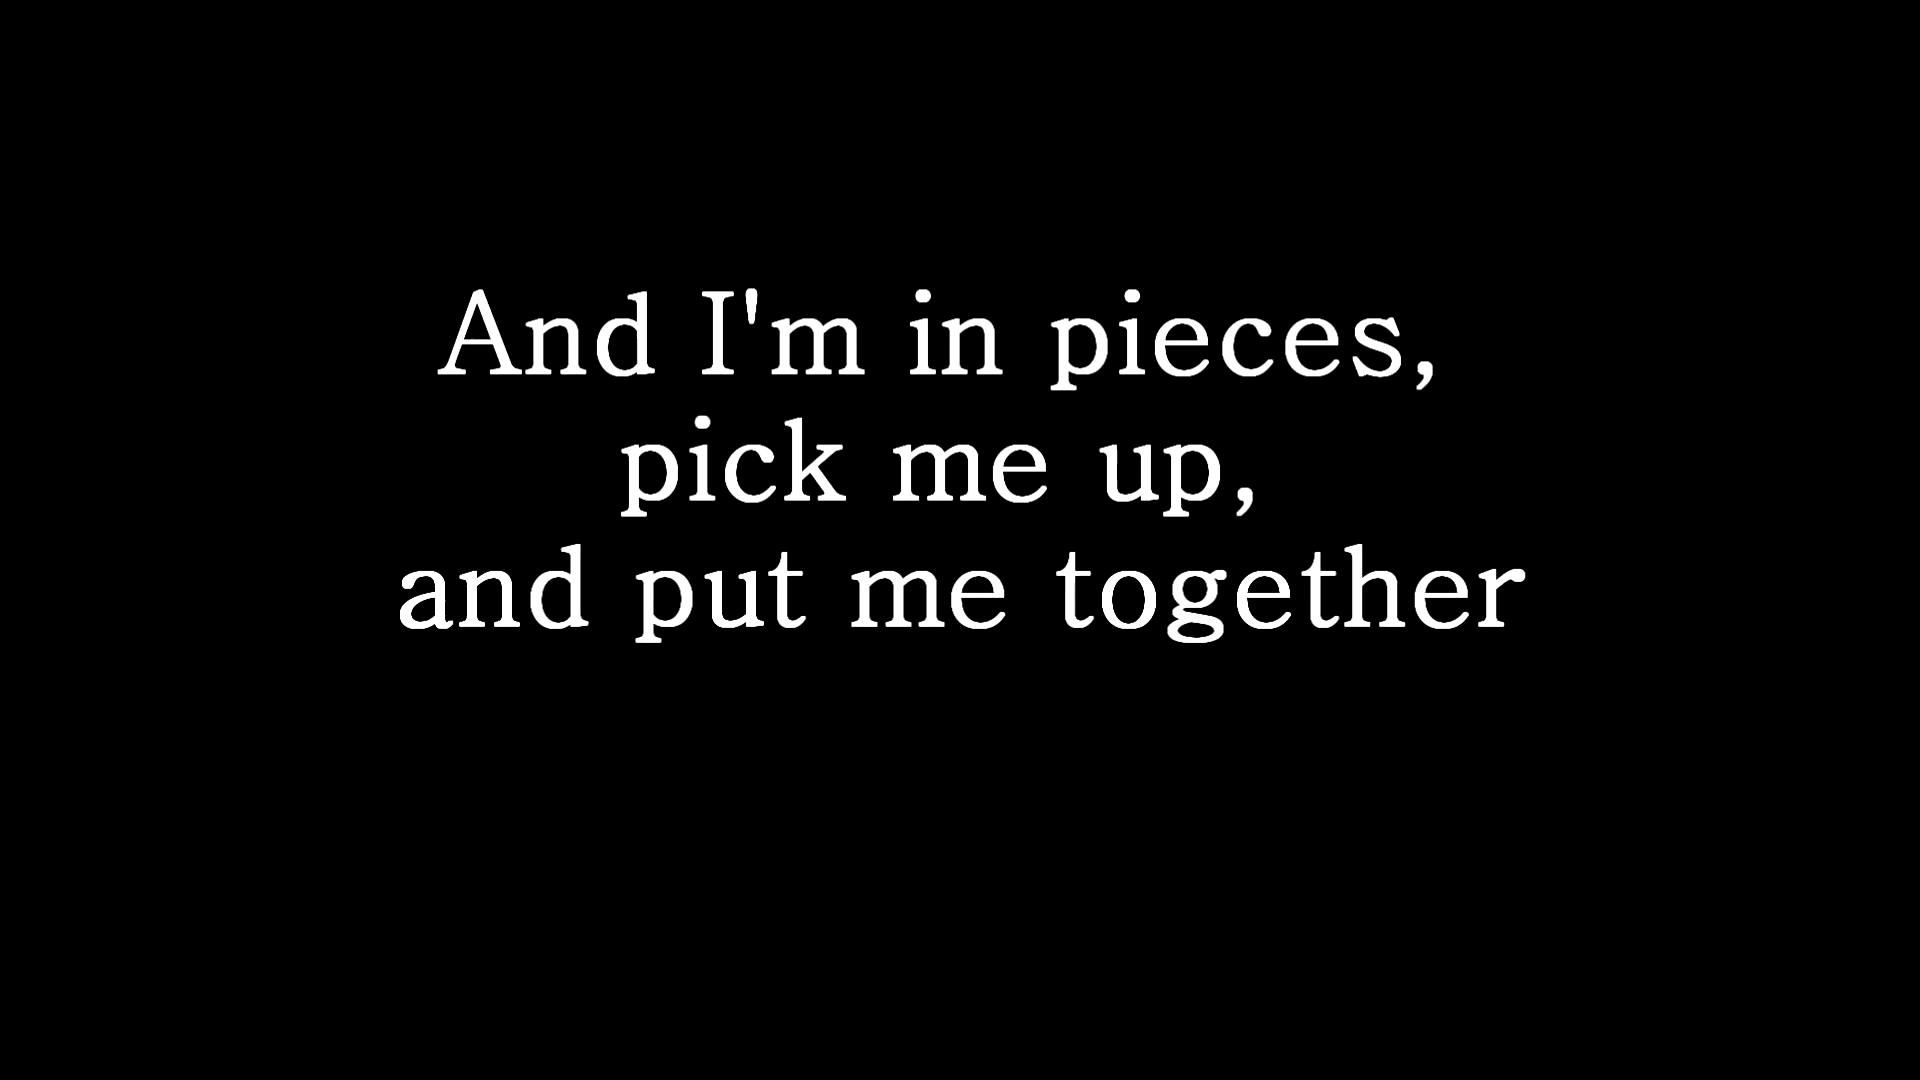 And I'm in pieces,
pick me up,
and put me together